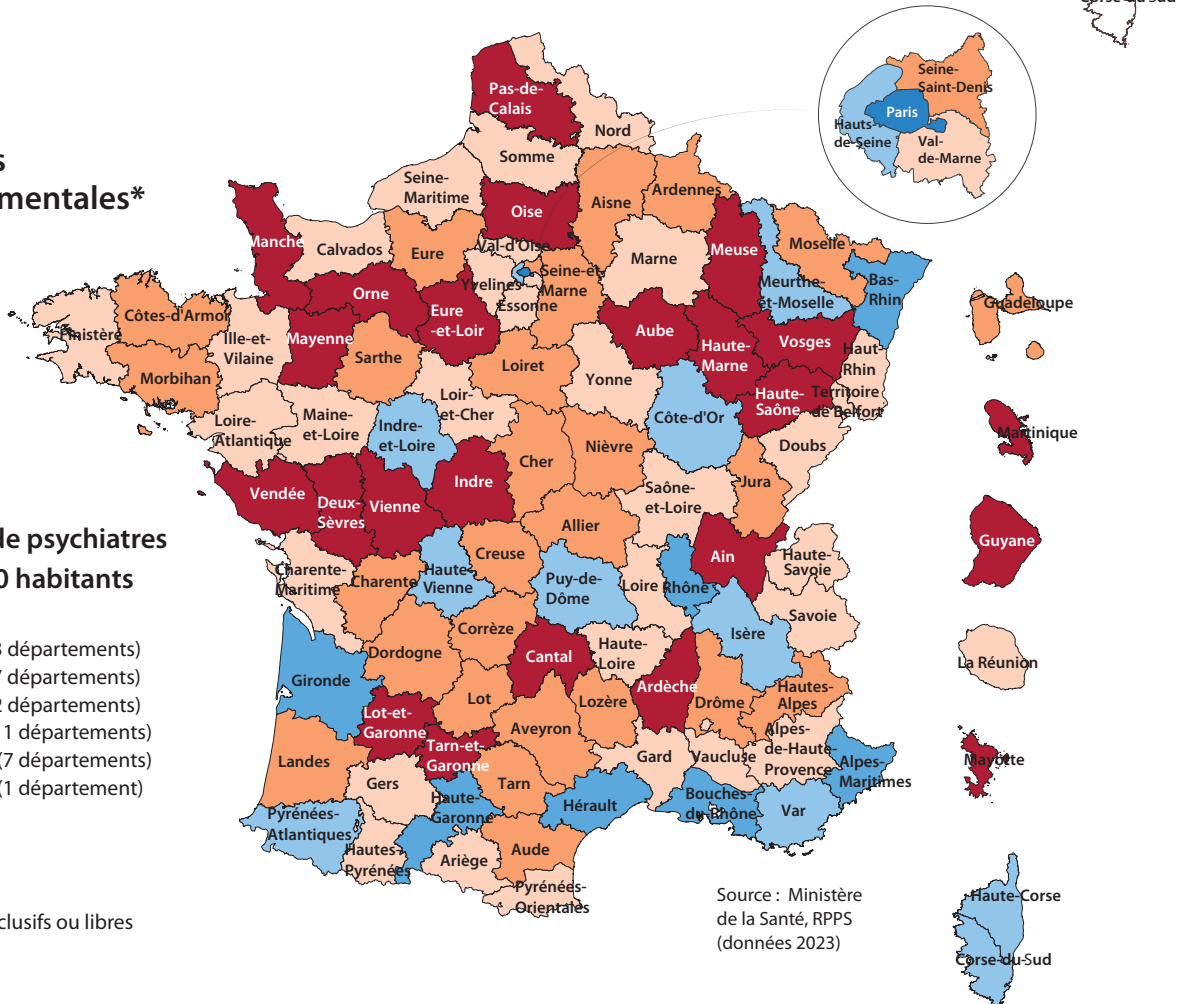 Corse-du-Sud
s
mentales*
de psychiatres
0 habitants
3 départements)
7 départements)
2 départements)
11 départements)
(7 départements)
(1 département)
clusifs ou libres
Seine-
Saint-Denis
Paris
Hauts-
de-Seine
Val-
de-Marne
Pas-de-
Calais
Nord
Somme
Seine-
Maritime
Oise
Aisne
Ardennes
Manche
Calvados
Eure
Val-d'Oise
Marne
Meuse
Moselle
Meurthe-
et-Moselle
Bas-
Rhin
Yvelines
Essonne
Seine-et-
Marne
Orne
Eure
-et-Loir
Finistère
Côtes-d'Armor
Ille-et-
Vilaine
Mayenne
Sarthe
Morbihan
Loiret
Aube
Haute-
Marne
Vosges
Haut-
Rhin
Yonne
Haute-
Saône
Territoire
de Belfort
Loire-
Atlantique
Maine-
et-Loire
Loir-
et-Cher
Indre-
et-Loire
Côte-d'Or
Doubs
Cher
Nièvre
Vendée
Deux-
Sèvres
Vienne
Indre
Saône-
et-Loire
Jura
Allier
Charente-
Maritime
Charente
Haute-
Vienne
Creuse
Puy-de-
Dôme
Loire
Rhône
Ain
Haute-
Savoie
Savoie
Isère
Dordogne
Corrèze
Cantal
Haute-
Loire
Ardèche
Drôme
Hautes-
Alpes
Gironde
Lot-et-
Garonne
Lot
Aveyron
Lozère
Tarn-et-
Garonne
Gard
Vaucluse
Alpes-
de-Haute-
Provence
Alpes-
Maritimes
Landes
Gers
Tarn
Haute-
Garonne
Hérault
Bouches-
du-Rhône
Var
Pyrénées-
Atlantiques
Hautes-
Pyrénées
Ariège
Aude
Pyrénées-
Orientales
Guadeloupe
Martinique
Guyane
La Réunion
Mayotte
Haute-Corse
Corse-du-Sud
Source : Ministère
de la Santé, RPPS
(données 2023)